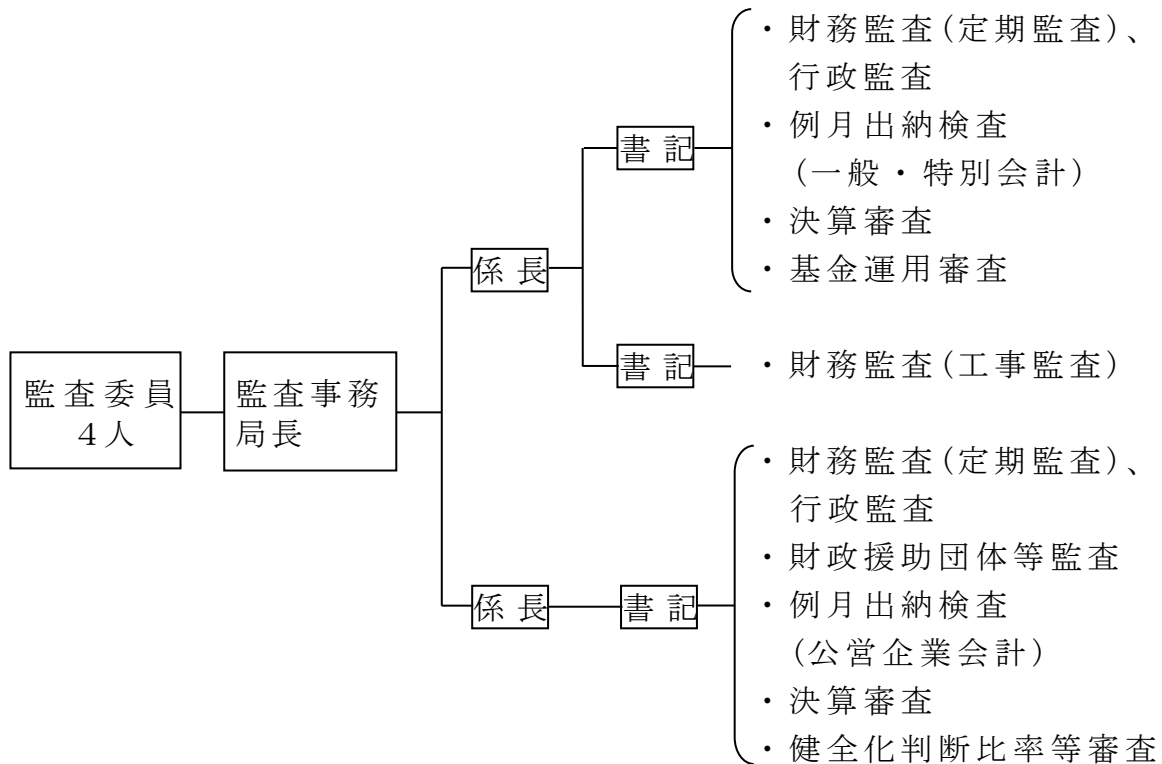 監査委員
4人
監査事務
局長
係長
書記
・財務監査(定期監査)、
行政監査
・例月出納検査
(一般・特別会計)
・決算審査
・基金運用審査
書記
・財務監査(工事監査)
係長
書記
・財務監査(定期監査)、
行政監査
・財政援助団体等監査
・例月出納検査
(公営企業会計)
・決算審査
・健全化判断比率等審査